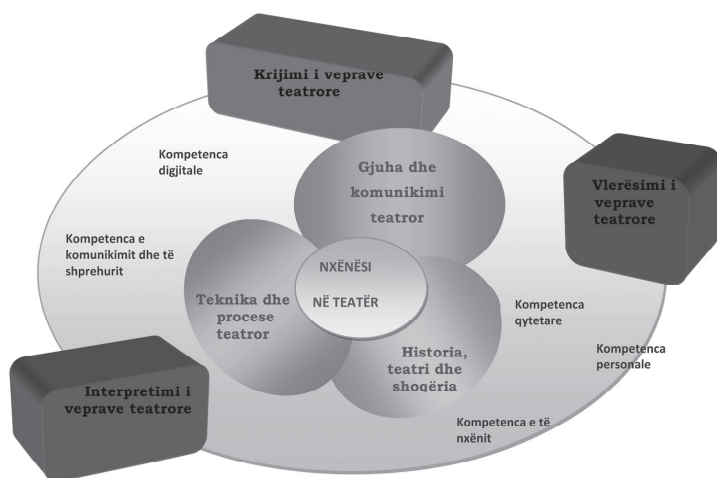 Krijimi i veprave
teatrore
Kompetenca
digjitale
Gjuha dhe
komunikimi
teatror
Vlerësimi i
veprave
teatrore
Kompetenca e
komunikimit dhe të
shprehurit
NXËNËSI
NË TEATËR
Teknika dhe
procese
teatror
Kompetenca
qytetare
Historia,
teatri dhe
shoqëria
Kompetenca
personale
Interpretimi i
veprave teatrore
Kompetenca e të
nxënit